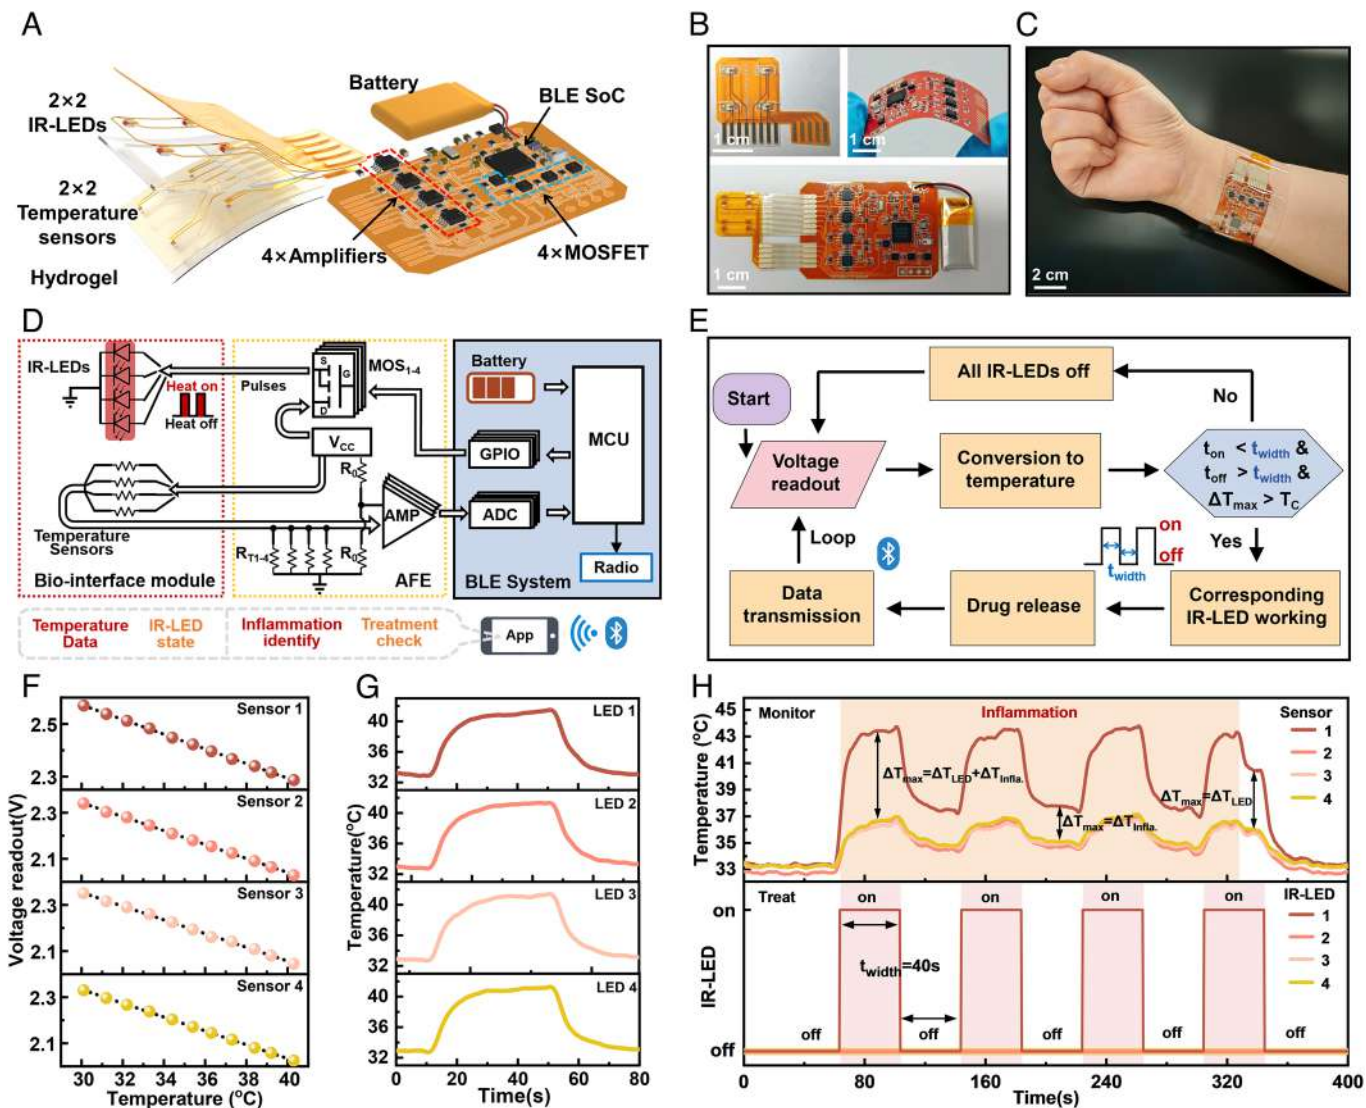 A
2×2
IR-LEDs
2×2
Temperature
sensors
Hydrogel
Battery
BLE SoC
4×Amplifiers
4×MOSFET
B
1 cm
1 cm
1 cm
C
2 cm
D
IR-LEDs
Heat on
Heat off
Pulses
S
G
D
MOS1-4
VCC
R0
AMP
Temperature
Sensors
RT1-4
R0
Bio-interface module
AFE
Battery
GPIO
ADC
MCU
Radio
BLE System
Temperature
Data
IR-LED
state
Inflammation
identify
Treatment
check
App
E
Start
All IR-LEDs off
No
Voltage
readout
Conversion to
temperature
ton < twidth &
toff > twidth &
ΔTmax > TC
Yes
on
off
twidth
Loop
Data
transmission
Drug release
Corresponding
IR-LED working
F
Voltage readout(V)
Sensor 1
2.5
2.3
Sensor 2
2.3
2.1
Sensor 3
2.3
2.1
Sensor 4
2.3
2.1
30 32 34 36 38 40
Temperature (°C)
G
Temperature(°C)
LED 1
40
36
32
LED 2
40
36
32
LED 3
40
36
32
LED 4
40
36
32
0 20 40 60 80
Time(s)
H
Temperature (°C)
45
43
41
39
37
35
33
Monitor
Inflammation
Sensor
1
2
3
4
ΔTmax=ΔTLED+ΔTInfla.
ΔTmax=ΔTLED
ΔTmax=ΔTInfla.
IR-LED
Treat
on
on
on
on
on
IR-LED
1
2
3
4
twidth=40s
off
off
off
off
off
off
0 80 160 240 320 400
Time(s)